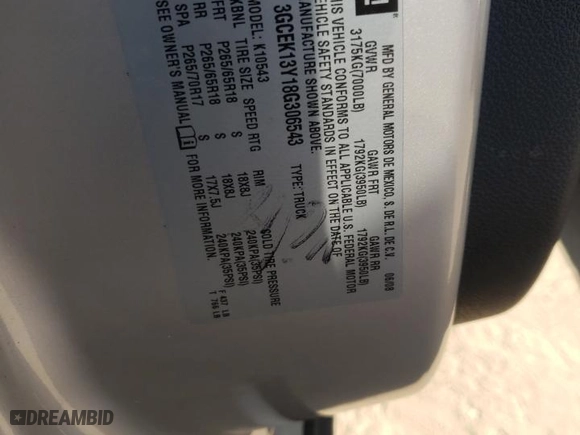 GM
MFD BY GENERAL MOTORS DE MEXICO, S. DE R.L. DE C.V. 06/08
GVWR GAWR FRT GAWR RR
3175KG(7000LB) 1792KG(3950LB) 1792KG(3950LB)
THIS VEHICLE CONFORMS TO ALL APPLICABLE U.S. FEDERAL MOTOR
VEHICLE SAFETY STANDARDS IN EFFECT ON THE DATE OF
MANUFACTURE SHOWN ABOVE.
3GCEK13Y18G306543 TYPE: TRUCK
MODEL: K10543
TIRE SIZE SPEED RTG RIM COLD TIRE PRESSURE
FRT P265/65R18 S 18X8J 240KPA(35PSI)
RR P265/65R18 S 18X8J 240KPA(35PSI)
SPA P265/70R17 S 17X7.5J 240KPA(35PSI)
SEE OWNER'S MANUAL FOR MORE INFORMATION.
DREAMBID